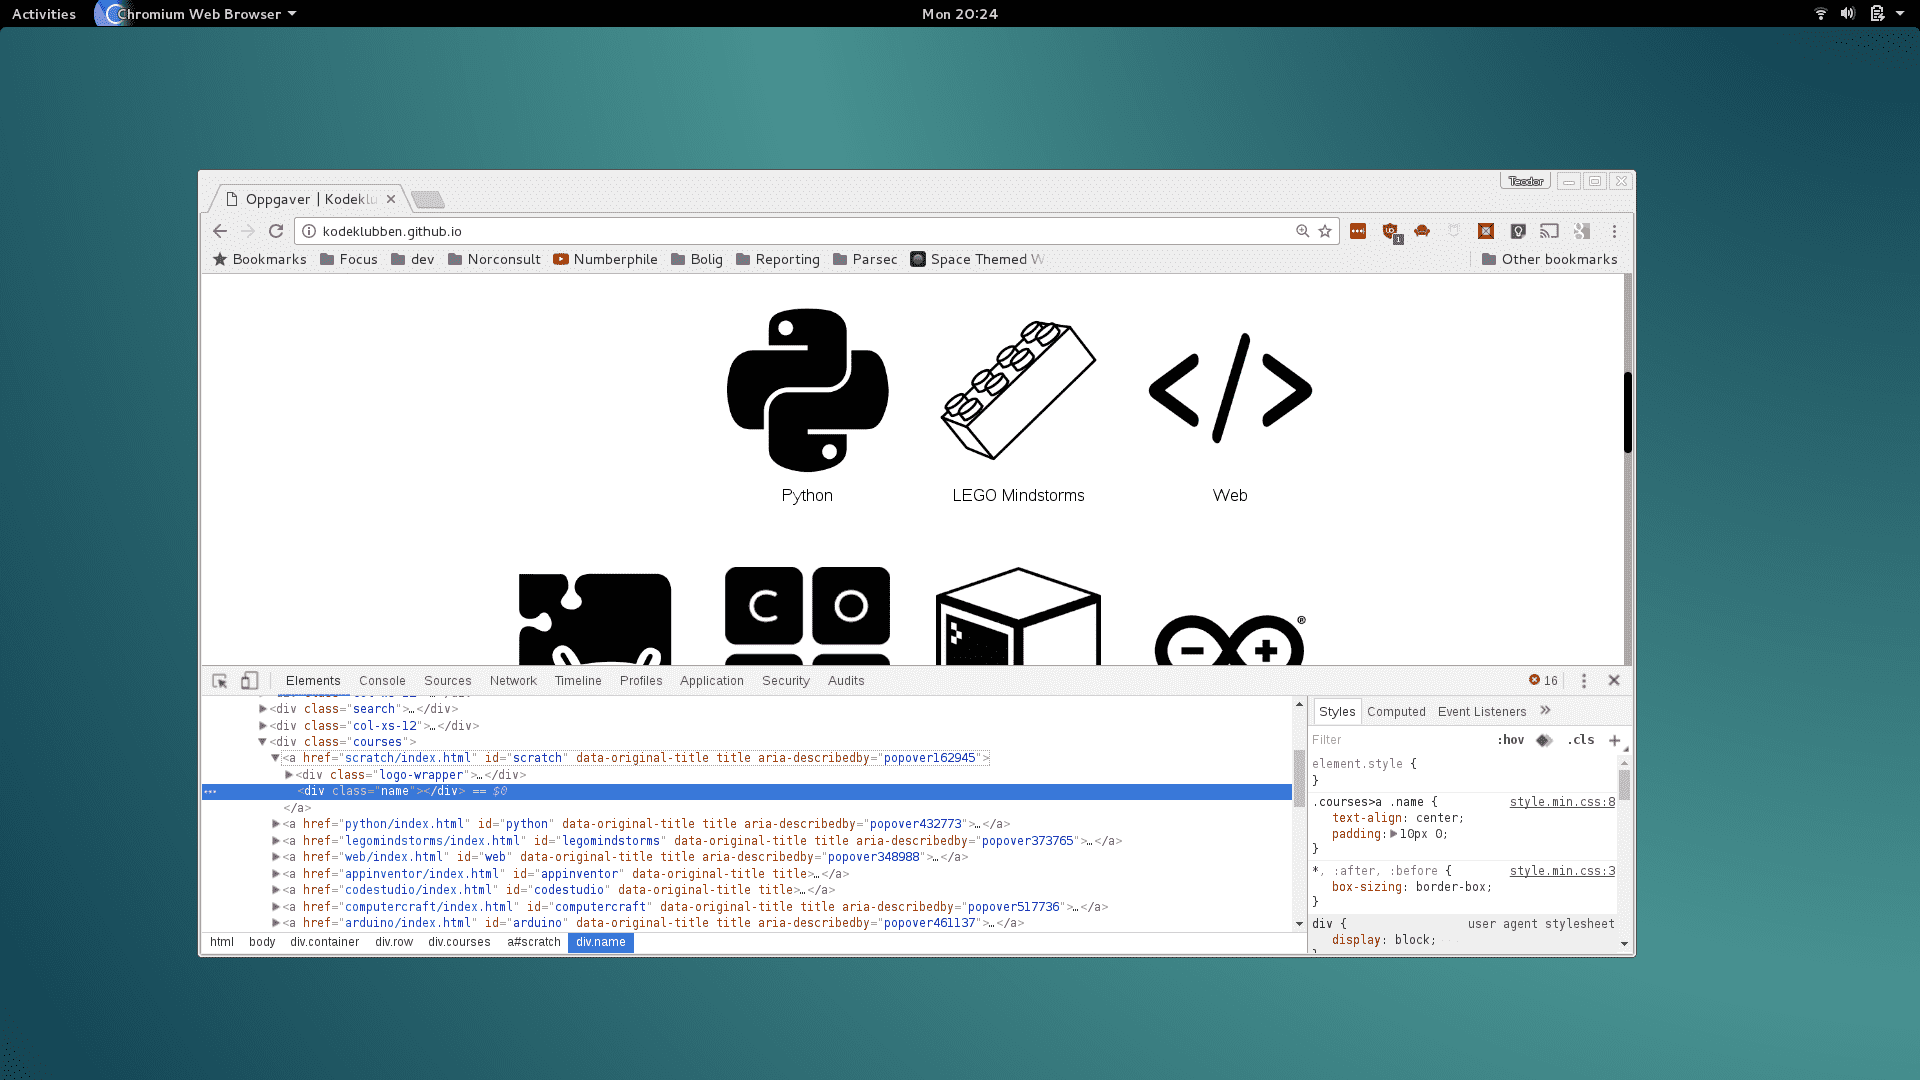 Activities Chromium Web Browser Mon 20:24
Teodor
Oppgaver | Kodeklu
kodeklubben.github.io
Bookmarks Focus dev Norconsult Numberphile Bolig Reporting Parsec Space Themed W Other bookmarks
Python LEGO Mindstorms Web
C O
®
Elements Console Sources Network Timeline Profiles Application Security Audits 16
<div class="search">…</div>
<div class="col-xs-12">…</div>
<div class="courses">
<a href="scratch/index.html" id="scratch" data-original-title title aria-describedby="popover162945">
<div class="logo-wrapper">…</div>
<div class="name"></div> == $0
</a>
<a href="python/index.html" id="python" data-original-title title aria-describedby="popover432773">…</a>
<a href="legomindstorms/index.html" id="legomindstorms" data-original-title title aria-describedby="popover373765">…</a>
<a href="web/index.html" id="web" data-original-title title aria-describedby="popover348988">…</a>
<a href="appinventor/index.html" id="appinventor" data-original-title title>…</a>
<a href="codestudio/index.html" id="codestudio" data-original-title title>…</a>
<a href="computercraft/index.html" id="computercraft" data-original-title title aria-describedby="popover517736">…</a>
<a href="arduino/index.html" id="arduino" data-original-title title aria-describedby="popover461137">…</a>
html body div.container div.row div.courses a#scratch div.name
Styles Computed Event Listeners »
Filter :hov .cls +
element.style {
}
.courses>a .name { style.min.css:8
text-align: center;
padding: 10px 0;
}
*, :after, :before { style.min.css:3
box-sizing: border-box;
}
div { user agent stylesheet
display: block;